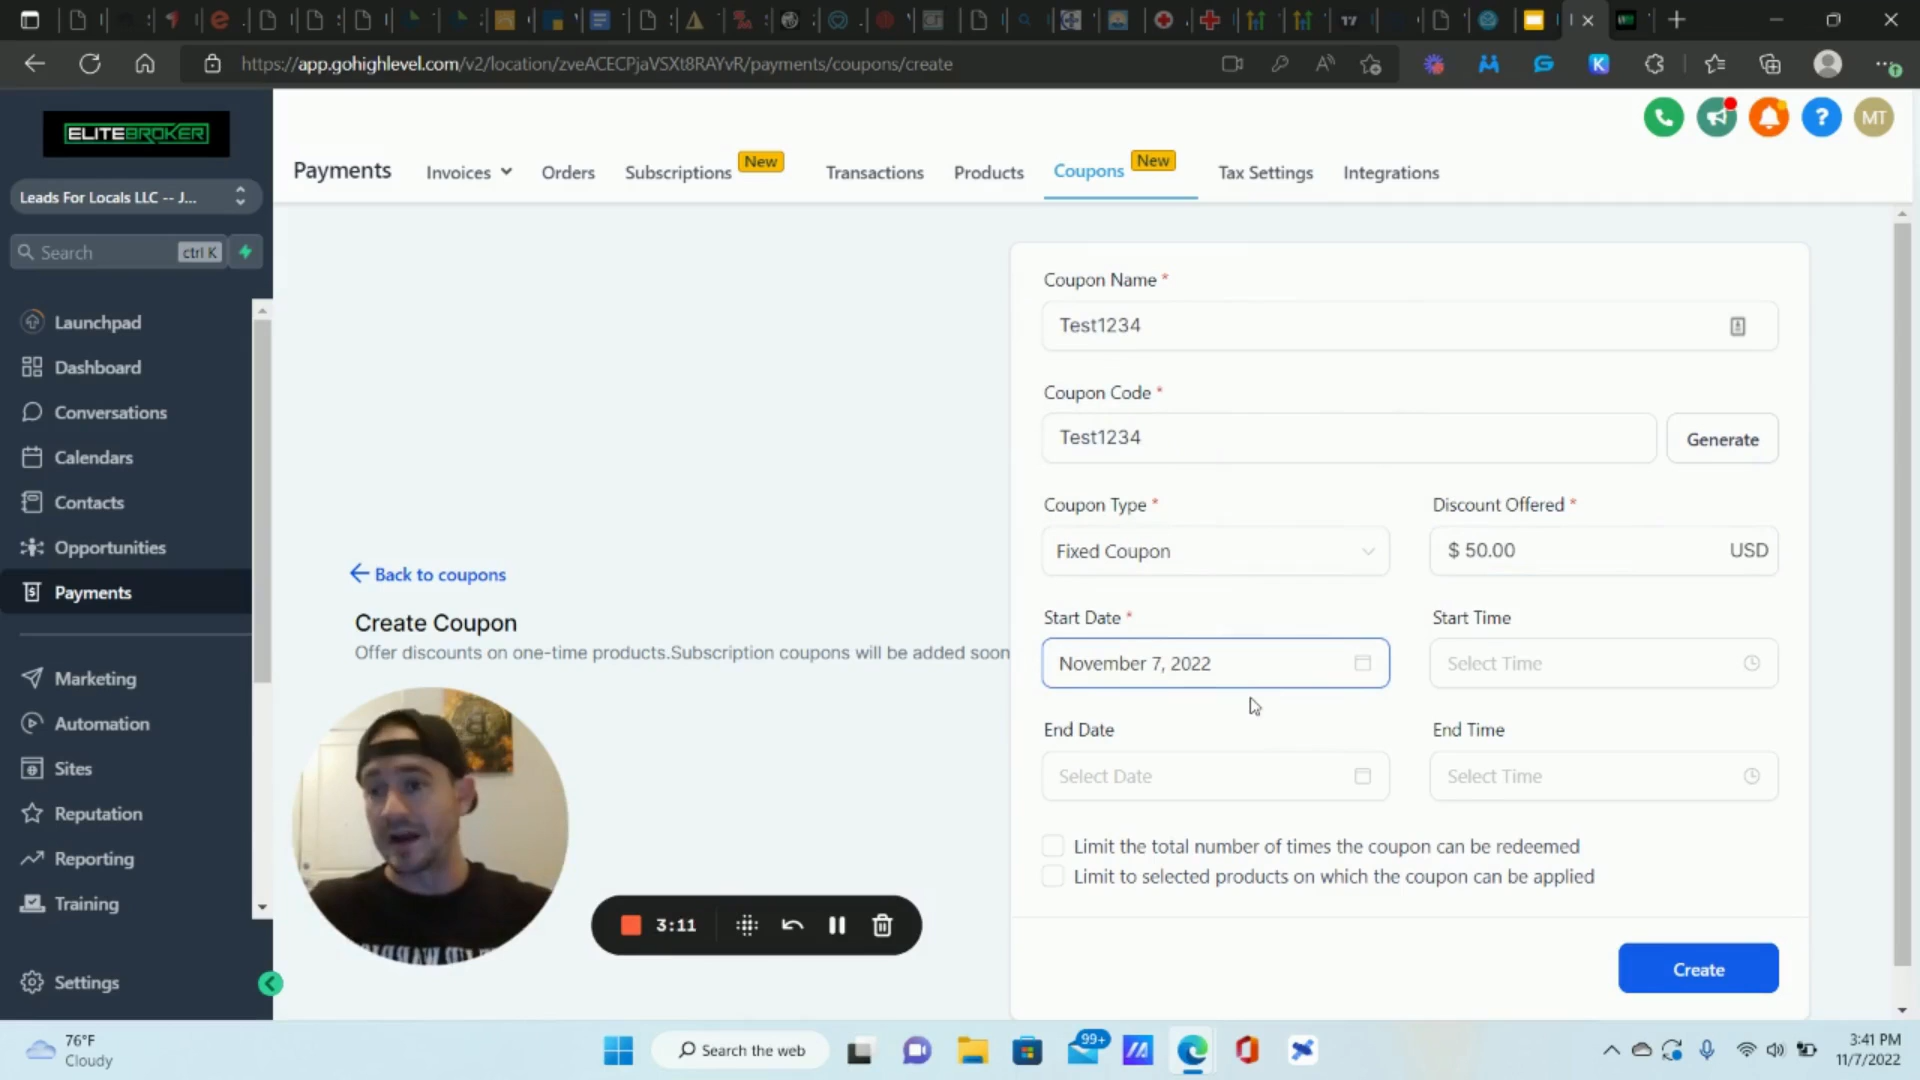 https://app.gohighlevel.com/v2/location/zveACECPjaVSXt8RAYvR/payments/coupons/create
ELITEBROKER
Leads For Locals LLC -- J...
Search
ctrl K
Launchpad
Dashboard
Conversations
Calendars
Contacts
Opportunities
Payments
Marketing
Automation
Sites
Reputation
Reporting
Training
Settings
MT
Payments
Invoices
Orders
Subscriptions
New
Transactions
Products
Coupons
New
Tax Settings
Integrations
Back to coupons
Create Coupon
Offer discounts on one-time products.Subscription coupons will be added soon
Coupon Name *
Test1234
Coupon Code *
Test1234
Generate
Coupon Type *
Fixed Coupon
Discount Offered *
$ 50.00
USD
Start Date *
November 7, 2022
Start Time
Select Time
End Date
Select Date
End Time
Select Time
Limit the total number of times the coupon can be redeemed
Limit to selected products on which the coupon can be applied
Create
3:11
76°F
Cloudy
Search the web
99+
3:41 PM
11/7/2022